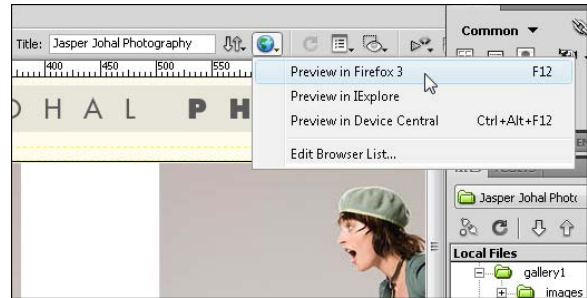 Common
Title: Jasper Johal Photography
400 450 500 550
Preview in Firefox 3 F12
Preview in IExplore
Preview in Device Central Ctrl+Alt+F12
Edit Browser List...
HAL PH
Jasper Johal Photo
Local Files
gallery1
images